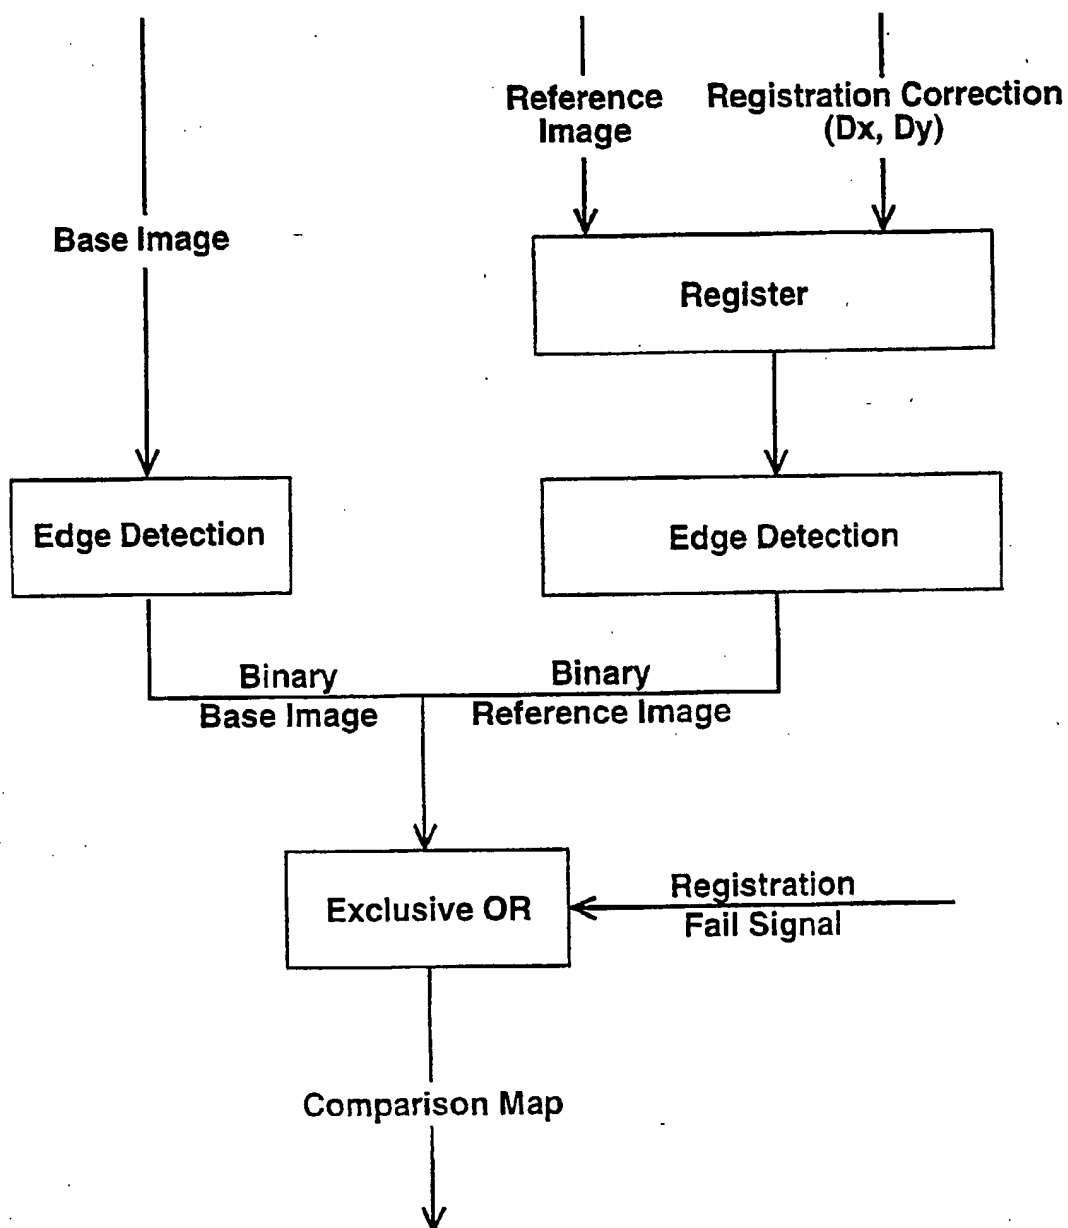 Reference
Image
Registration Correction
(Dx, Dy)
Base Image
Register
Edge Detection
Edge Detection
Binary
Base Image
Binary
Reference Image
Exclusive OR
Registration
Fail Signal
Comparison Map